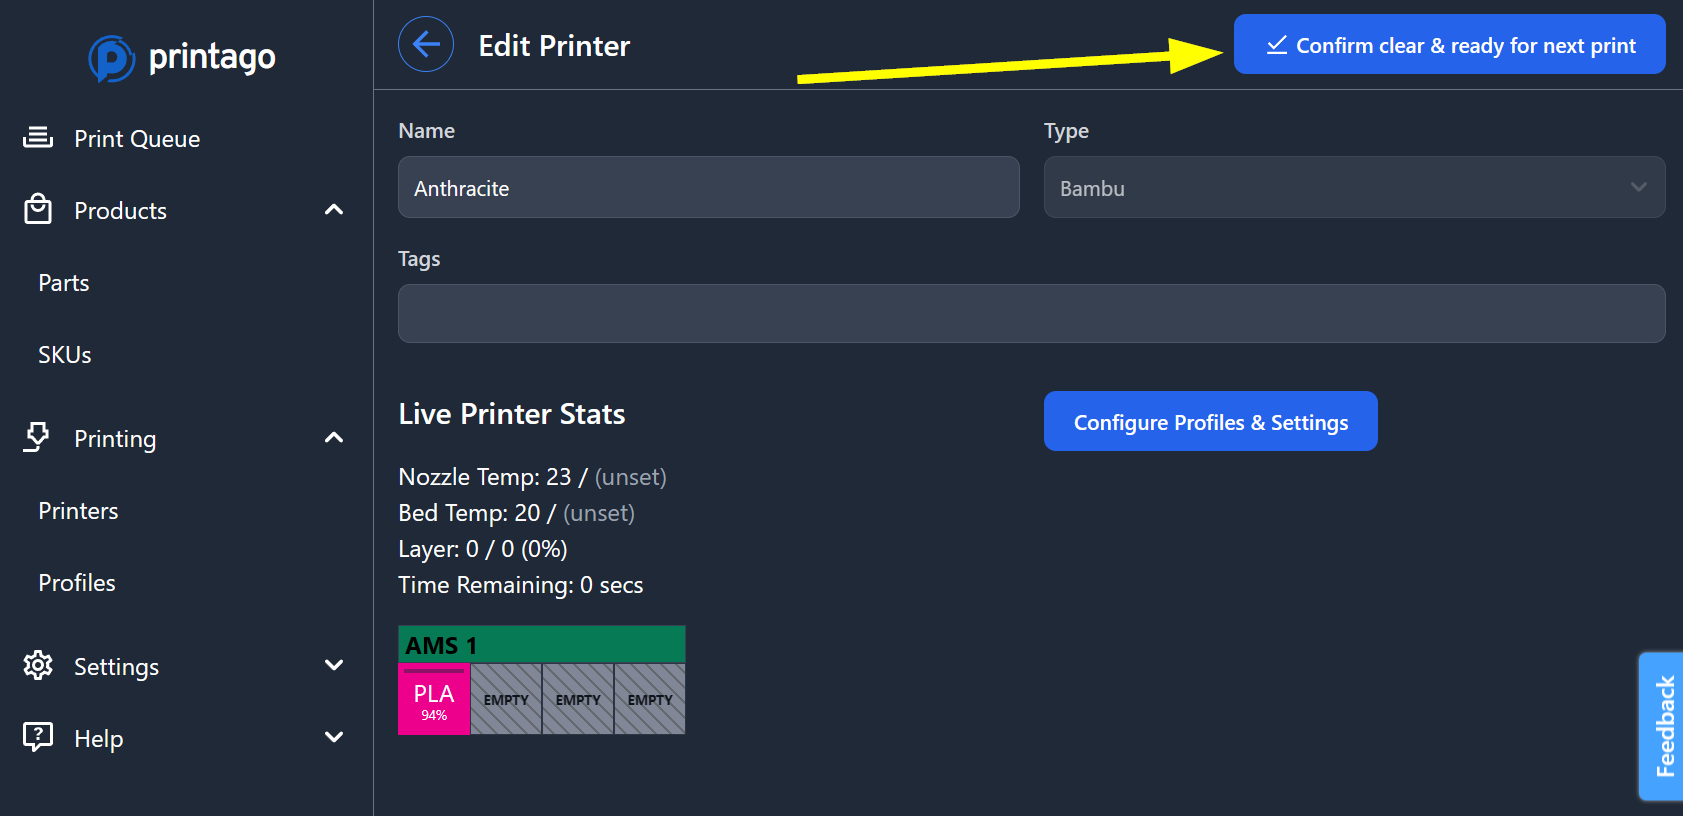 printago
Print Queue
Products
Parts
SKUs
Printing
Printers
Profiles
Settings
Help
Edit Printer
Confirm clear & ready for next print
Name
Type
Anthracite
Bambu
Tags
Live Printer Stats
Configure Profiles & Settings
Nozzle Temp: 23 / (unset)
Bed Temp: 20 / (unset)
Layer: 0 / 0 (0%)
Time Remaining: 0 secs
AMS 1
PLA
94%
EMPTY
EMPTY
EMPTY
Feedback